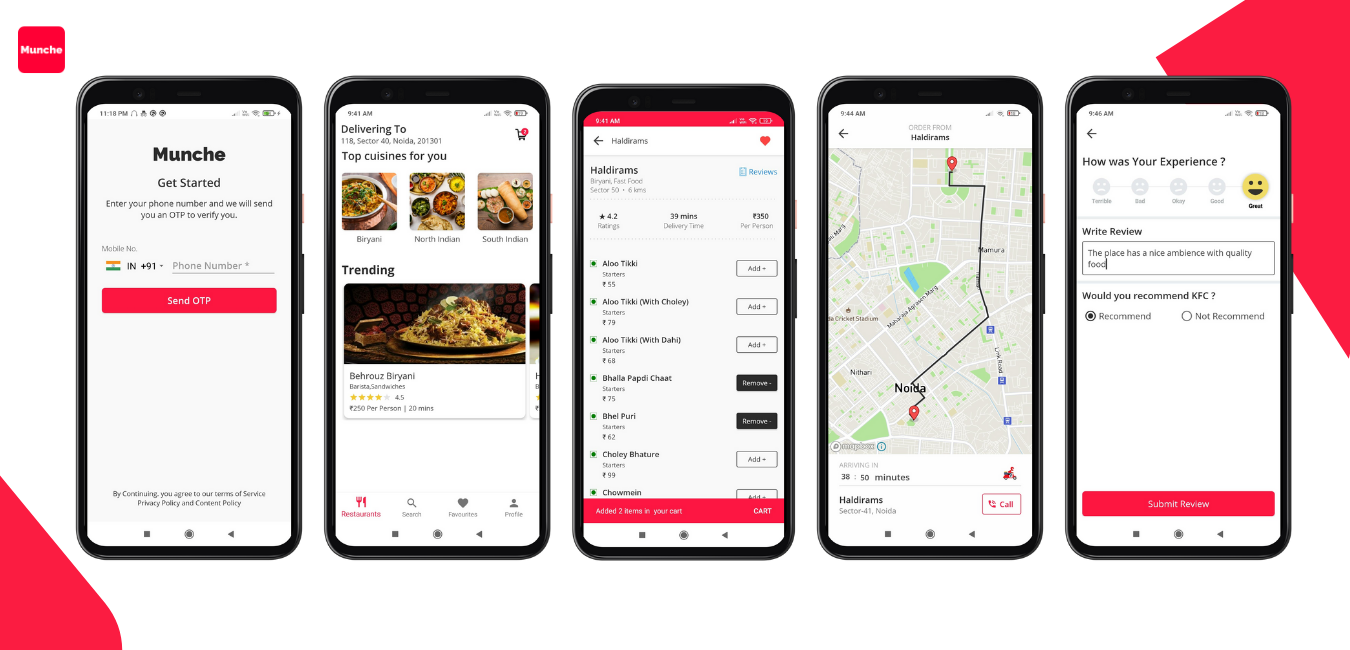 Munche
11:18 PM
Munche
Get Started
Enter your phone number and we will send
you an OTP to verify you.
Mobile No.
IN +91
Phone Number *
Send OTP
By Continuing, you agree to our terms of Service
Privacy Policy and Content Policy
9:41 AM
Delivering To
118, Sector 40, Noida, 201301
Top cuisines for you
Biryani
North Indian
South Indian
Trending
Behrouz Biryani
Barista,Sandwiches
4.5
₹250 Per Person | 20 mins
Restaurants
Search
Favourites
Profile
9:41 AM
Haldirams
Haldirams
Reviews
Biryani, Fast Food
Sector 50 • 6 kms
★ 4.2
39 mins
₹350
Ratings
Delivery Time
Per Person
Aloo Tikki
Starters
₹ 55
Add +
Aloo Tikki (With Choley)
Starters
₹ 79
Add +
Aloo Tikki (With Dahi)
Starters
₹ 68
Add +
Bhalla Papdi Chaat
Starters
₹ 75
Remove -
Bhel Puri
Starters
₹ 62
Remove -
Choley Bhature
Starters
₹ 99
Add +
Chowmein
Add +
Added 2 items in your cart
CART
9:44 AM
ORDER FROM
Haldirams
Mamura
Maharaja Agrasen Marg
da Cricket Stadium
Link Road
Nithari
Noida
mapbox
ARRIVING IN
38 : 50 minutes
Haldirams
Sector-41, Noida
Call
9:46 AM
How was Your Experience ?
Terrible
Bad
Okay
Good
Great
Write Review
The place has a nice ambience with quality
food
Would you recommend KFC ?
Recommend
Not Recommend
Submit Review